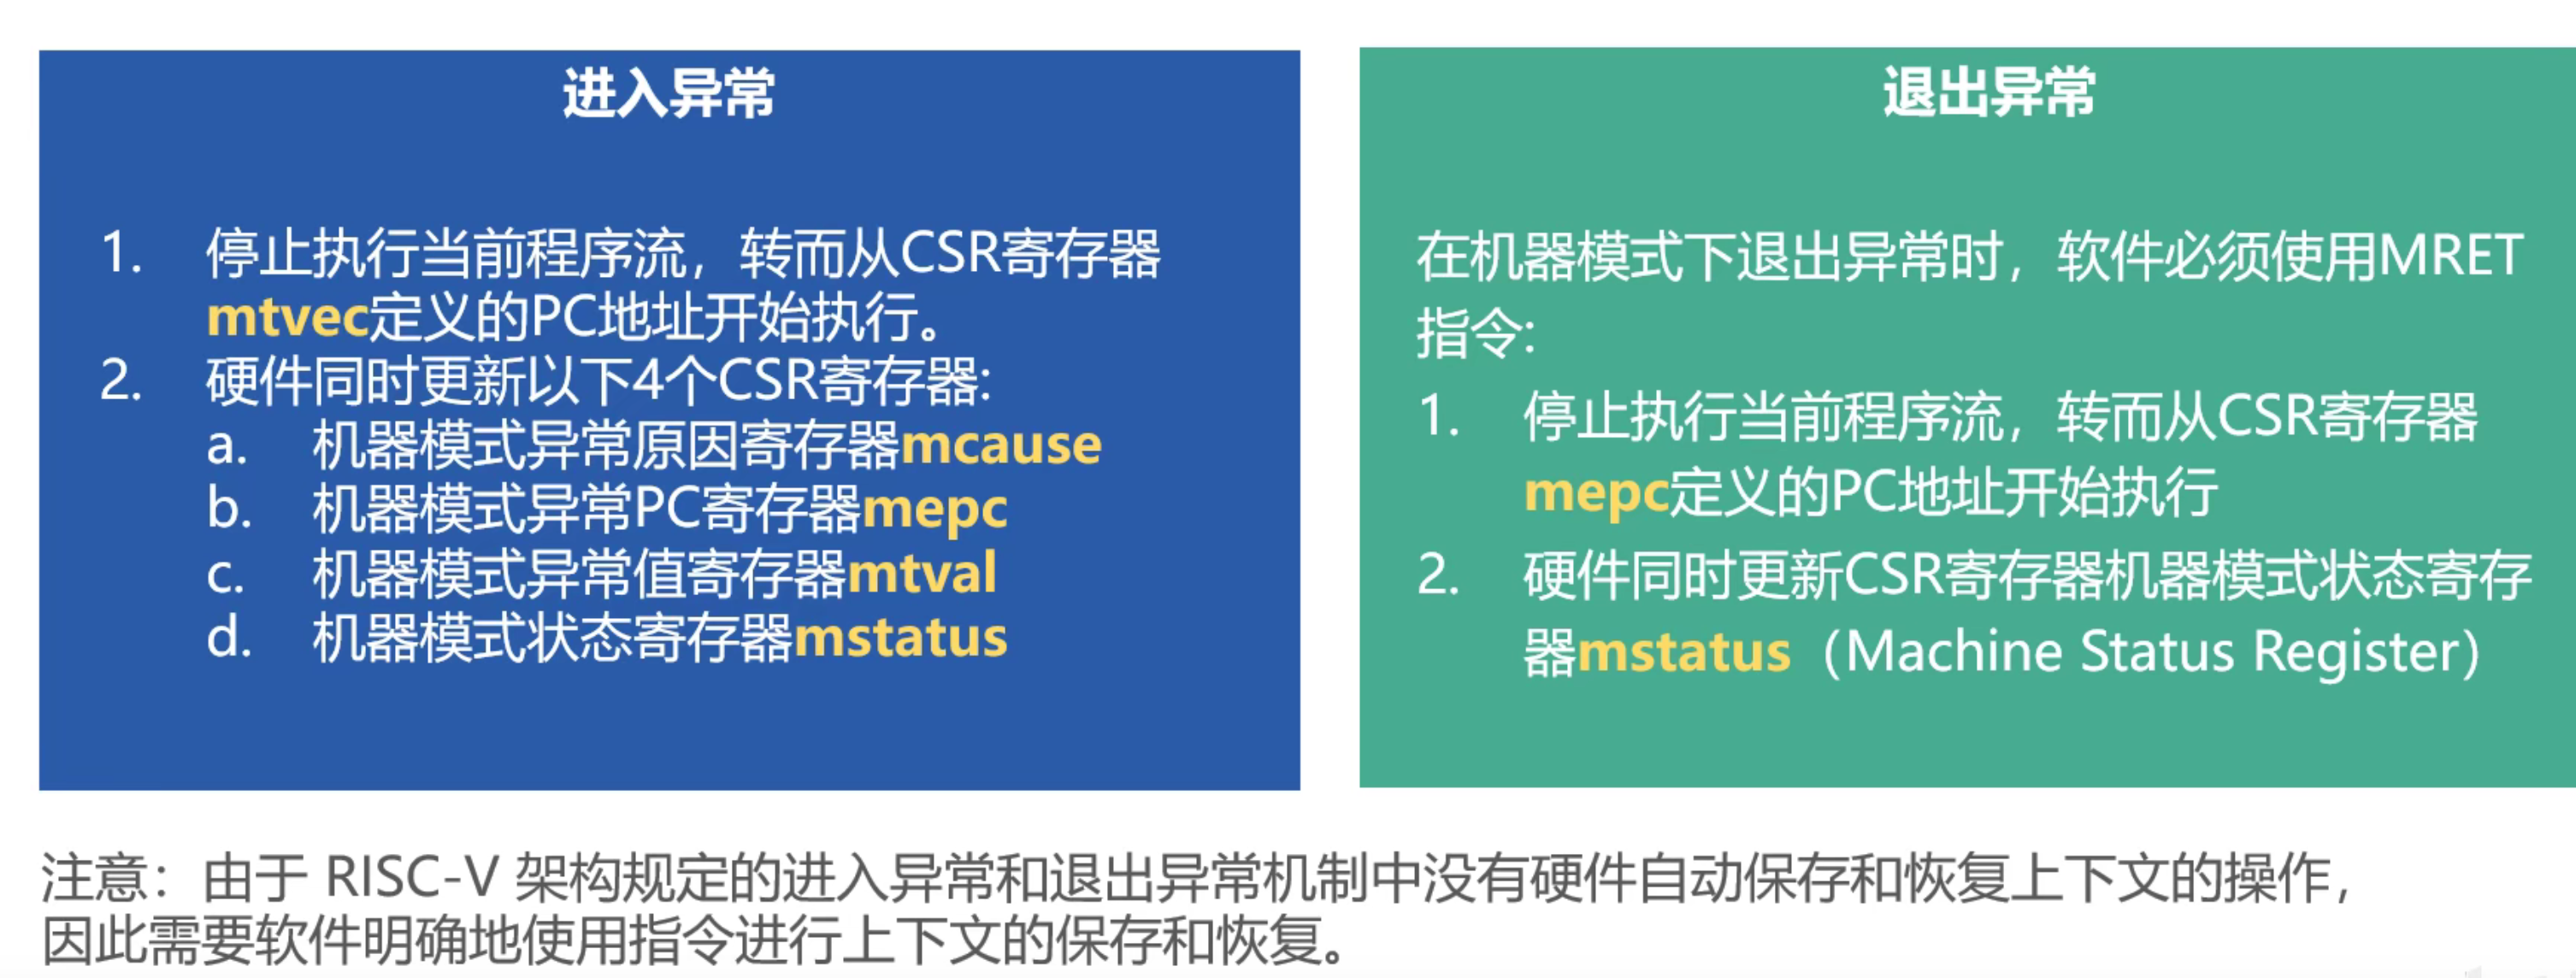 进入异常
1. 停止执行当前程序流，转而从CSR寄存器
mtvec定义的PC地址开始执行。
2. 硬件同时更新以下4个CSR寄存器:
a. 机器模式异常原因寄存器mcause
b. 机器模式异常PC寄存器mepc
c. 机器模式异常值寄存器mtval
d. 机器模式状态寄存器mstatus
退出异常
在机器模式下退出异常时，软件必须使用MRET
指令:
1. 停止执行当前程序流，转而从CSR寄存器
mepc定义的PC地址开始执行
2. 硬件同时更新CSR寄存器机器模式状态寄存
器mstatus（Machine Status Register）
注意：由于 RISC-V 架构规定的进入异常和退出异常机制中没有硬件自动保存和恢复上下文的操作，
因此需要软件明确地使用指令进行上下文的保存和恢复。